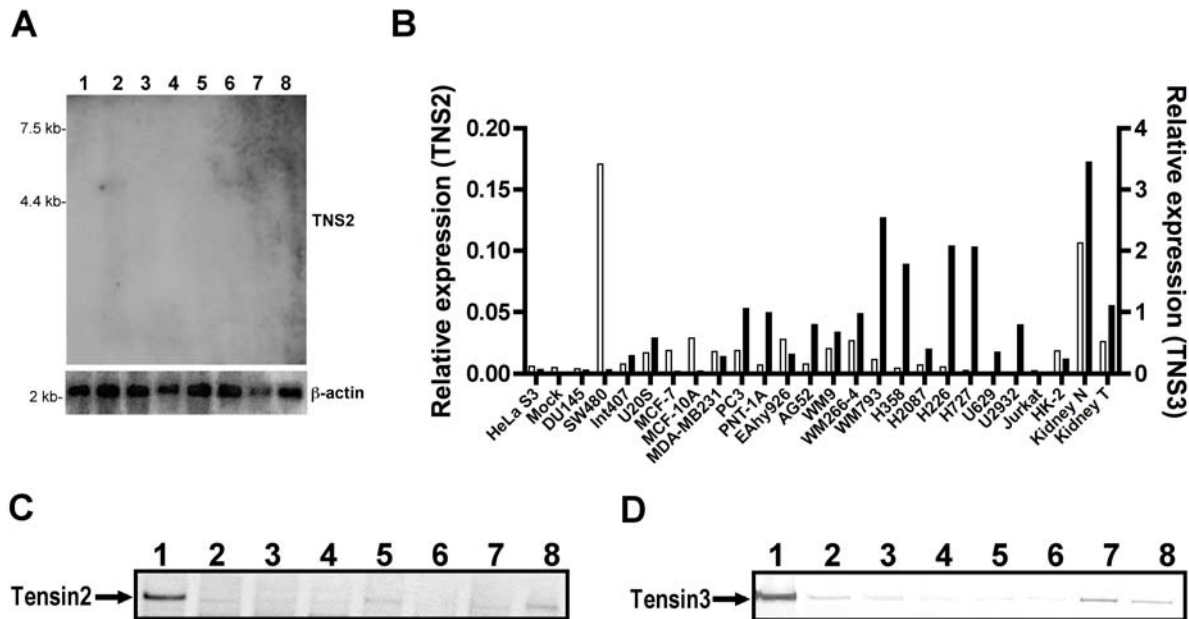 A
1 2 3 4 5 6 7 8
7.5 kb-
4.4 kb-
TNS2
2 kb-
β-actin
B
Relative expression (TNS2)
0.20
0.15
0.10
0.05
0.00
Relative expression (TNS3)
4
3
2
1
0
HeLa S3
Mock
DU145
SW480
Int407
U20S
MCF-7
MCF-10A
MDA-MB231
PC3
PNT-1A
EAhy926
AG52
WM9
WM266-4
WM793
H358
H2087
H226
H727
U629
U2932
Jurkat
HK-2
Kidney N
Kidney T
C
1 2 3 4 5 6 7 8
Tensin2
D
1 2 3 4 5 6 7 8
Tensin3